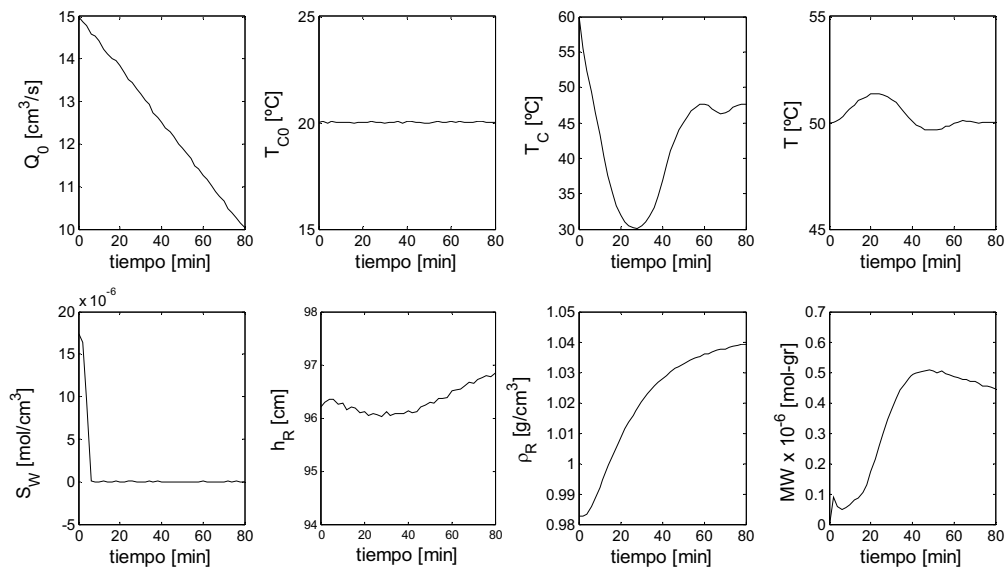 15
14
13
12
11
10
Q0 [cm3/s]
0 20 40 60 80
tiempo [min]
25
20
15
TC0 [ºC]
0 20 40 60 80
tiempo [min]
60
55
50
45
40
35
30
TC [ºC]
0 20 40 60 80
tiempo [min]
55
50
45
T [ºC]
0 20 40 60 80
tiempo [min]
x 10-6
20
15
10
5
0
-5
SW [mol/cm3]
0 20 40 60 80
tiempo [min]
98
97
96
95
94
hR [cm]
0 20 40 60 80
tiempo [min]
1.05
1.04
1.03
1.02
1.01
1
0.99
0.98
ρR [g/cm3]
0 20 40 60 80
tiempo [min]
0.7
0.6
0.5
0.4
0.3
0.2
0.1
0
MW x 10-6 [mol-gr]
0 20 40 60 80
tiempo [min]